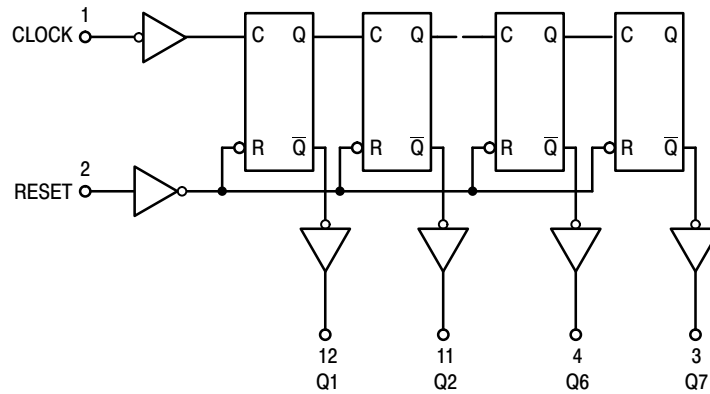 1
CLOCK
C Q C Q C Q C Q
R Q̅ R Q̅ R Q̅ R Q̅
2
RESET
12 11 4 3
Q1 Q2 Q6 Q7